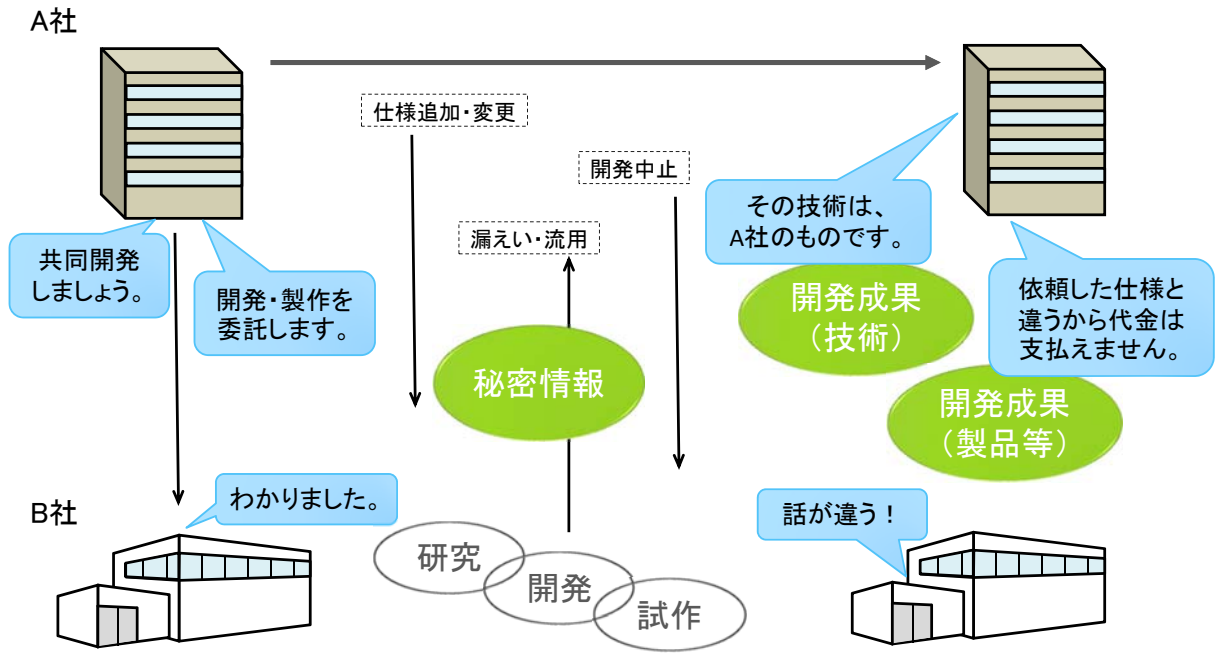 A社
仕様追加・変更
開発中止
漏えい・流用
共同開発
しましょう。
開発・製作を
委託します。
その技術は、
A社のものです。
開発成果
（技術）
依頼した仕様と
違うから代金は
支払えません。
秘密情報
開発成果
（製品等）
B社
わかりました。
話が違う！
研究
開発
試作